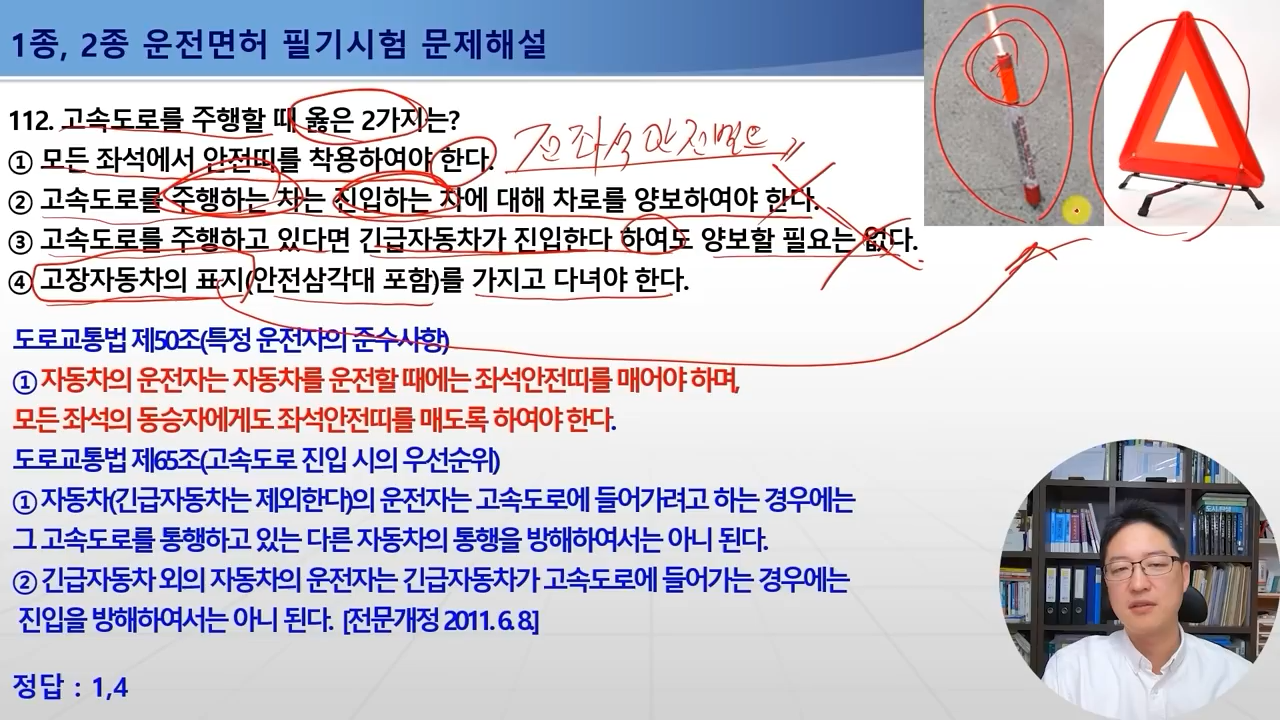 1종, 2종 운전면허 필기시험 문제해설
112. 고속도로를 주행할 때 옳은 2가지는?
① 모든 좌석에서 안전띠를 착용하여야 한다.
전좌석 안전벨트
② 고속도로를 주행하는 차는 진입하는 차에 대해 차로를 양보하여야 한다.
③ 고속도로를 주행하고 있다면 긴급자동차가 진입한다 하여도 양보할 필요는 없다.
④ 고장자동차의 표지(안전삼각대 포함)를 가지고 다녀야 한다.
도로교통법 제50조(특정 운전자의 준수사항)
① 자동차의 운전자는 자동차를 운전할 때에는 좌석안전띠를 매어야 하며,
모든 좌석의 동승자에게도 좌석안전띠를 매도록 하여야 한다.
도로교통법 제65조(고속도로 진입 시의 우선순위)
① 자동차(긴급자동차는 제외한다)의 운전자는 고속도로에 들어가려고 하는 경우에는
그 고속도로를 통행하고 있는 다른 자동차의 통행을 방해하여서는 아니 된다.
② 긴급자동차 외의 자동차의 운전자는 긴급자동차가 고속도로에 들어가는 경우에는
진입을 방해하여서는 아니 된다. [전문개정 2011. 6. 8.]
정답 : 1,4